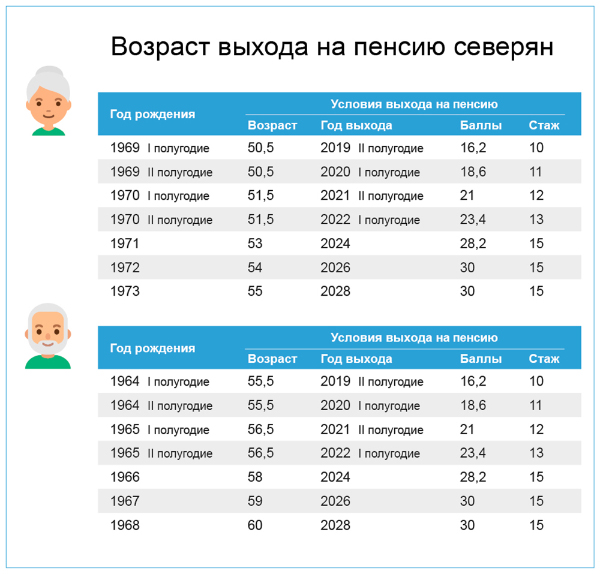 Возраст выхода на пенсию северян
Условия выхода на пенсию
Год рождения
Возраст Год выхода Баллы Стаж
1969 I полугодие 50,5 2019 II полугодие 16,2 10
1969 II полугодие 50,5 2020 I полугодие 18,6 11
1970 I полугодие 51,5 2021 II полугодие 21 12
1970 II полугодие 51,5 2022 I полугодие 23,4 13
1971 53 2024 28,2 15
1972 54 2026 30 15
1973 55 2028 30 15
Условия выхода на пенсию
Год рождения
Возраст Год выхода Баллы Стаж
1964 I полугодие 55,5 2019 II полугодие 16,2 10
1964 II полугодие 55,5 2020 I полугодие 18,6 11
1965 I полугодие 56,5 2021 II полугодие 21 12
1965 II полугодие 56,5 2022 I полугодие 23,4 13
1966 58 2024 28,2 15
1967 59 2026 30 15
1968 60 2028 30 15